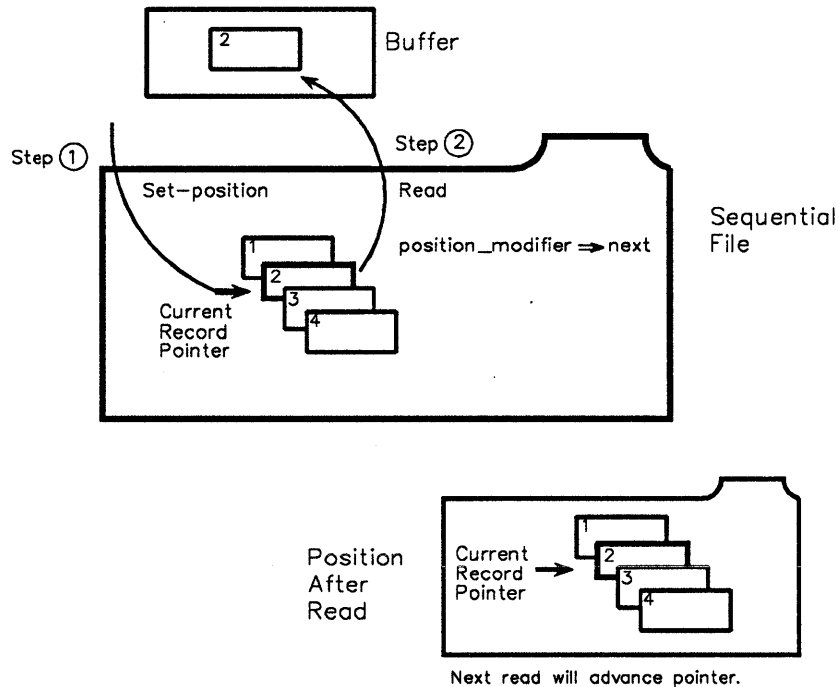 2
Buffer
Step 1
Step 2
Set-position
Read
Sequential
File
position_modifier ⇒ next
1
2
3
4
Current
Record
Pointer
Position
After
Read
Current
Record
Pointer
1
2
3
4
Next read will advance pointer.